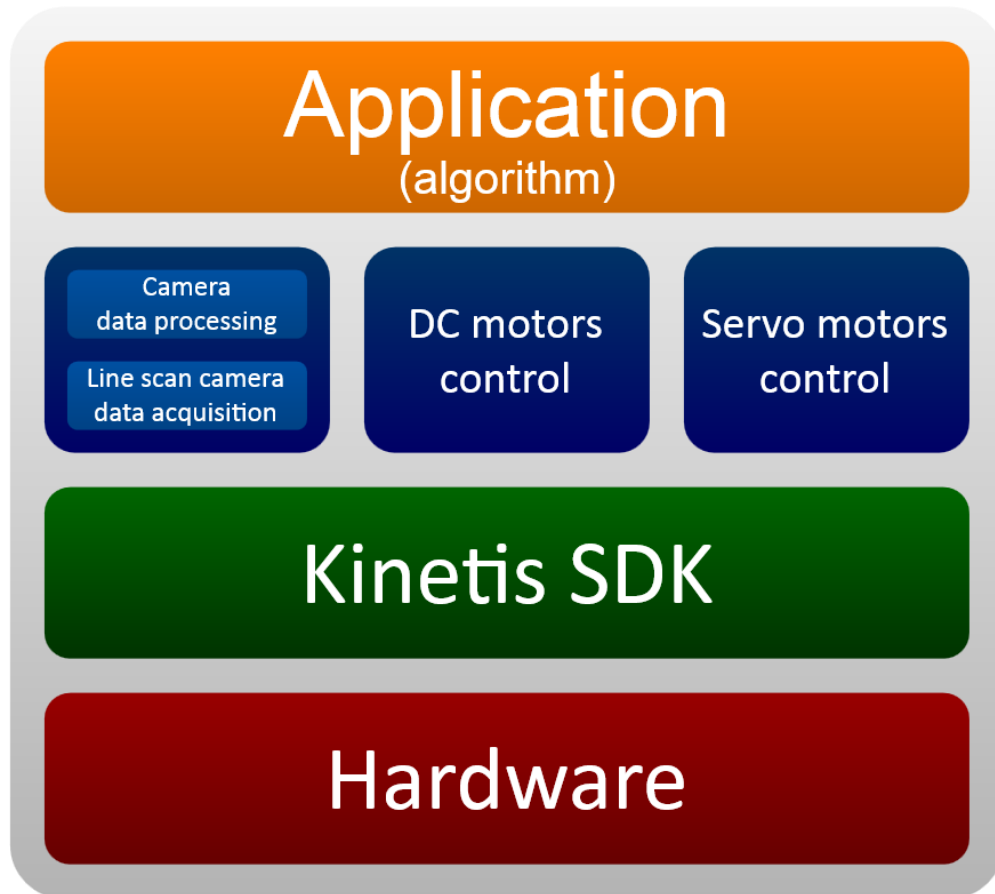 Application
(algorithm)
Camera
data processing
Line scan camera
data acquisition
DC motors
control
Servo motors
control
Kinetis SDK
Hardware